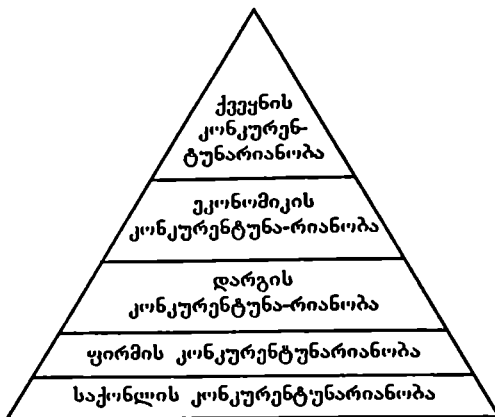 ქვეყნის
კონკურენ-
ტუნარიანობა
ეკონომიკის
კონკურენტუნა-რიანობა
დარგის
კონკურენტუნა-რიანობა
ფირმის კონკურენტუნარიანობა
საქონლის კონკურენტუნარიანობა